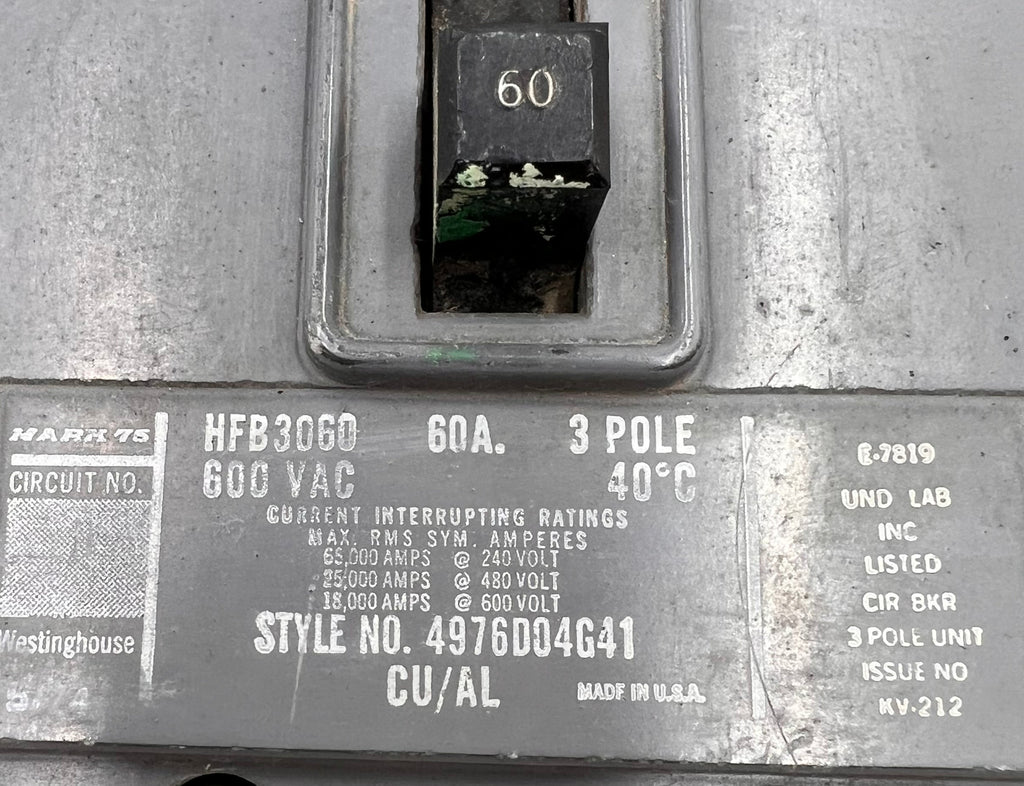 60
MARK 75
CIRCUIT NO.
Westinghouse
HFB3060 60A. 3 POLE
600 VAC 40°C
CURRENT INTERRUPTING RATINGS
MAX. RMS SYM. AMPERES
65,000 AMPS @ 240 VOLT
25,000 AMPS @ 480 VOLT
18,000 AMPS @ 600 VOLT
STYLE NO. 4976D04G41
CU/AL MADE IN U.S.A.
E-7819
UND LAB
INC
LISTED
CIR BKR
3 POLE UNIT
ISSUE NO
KV-212